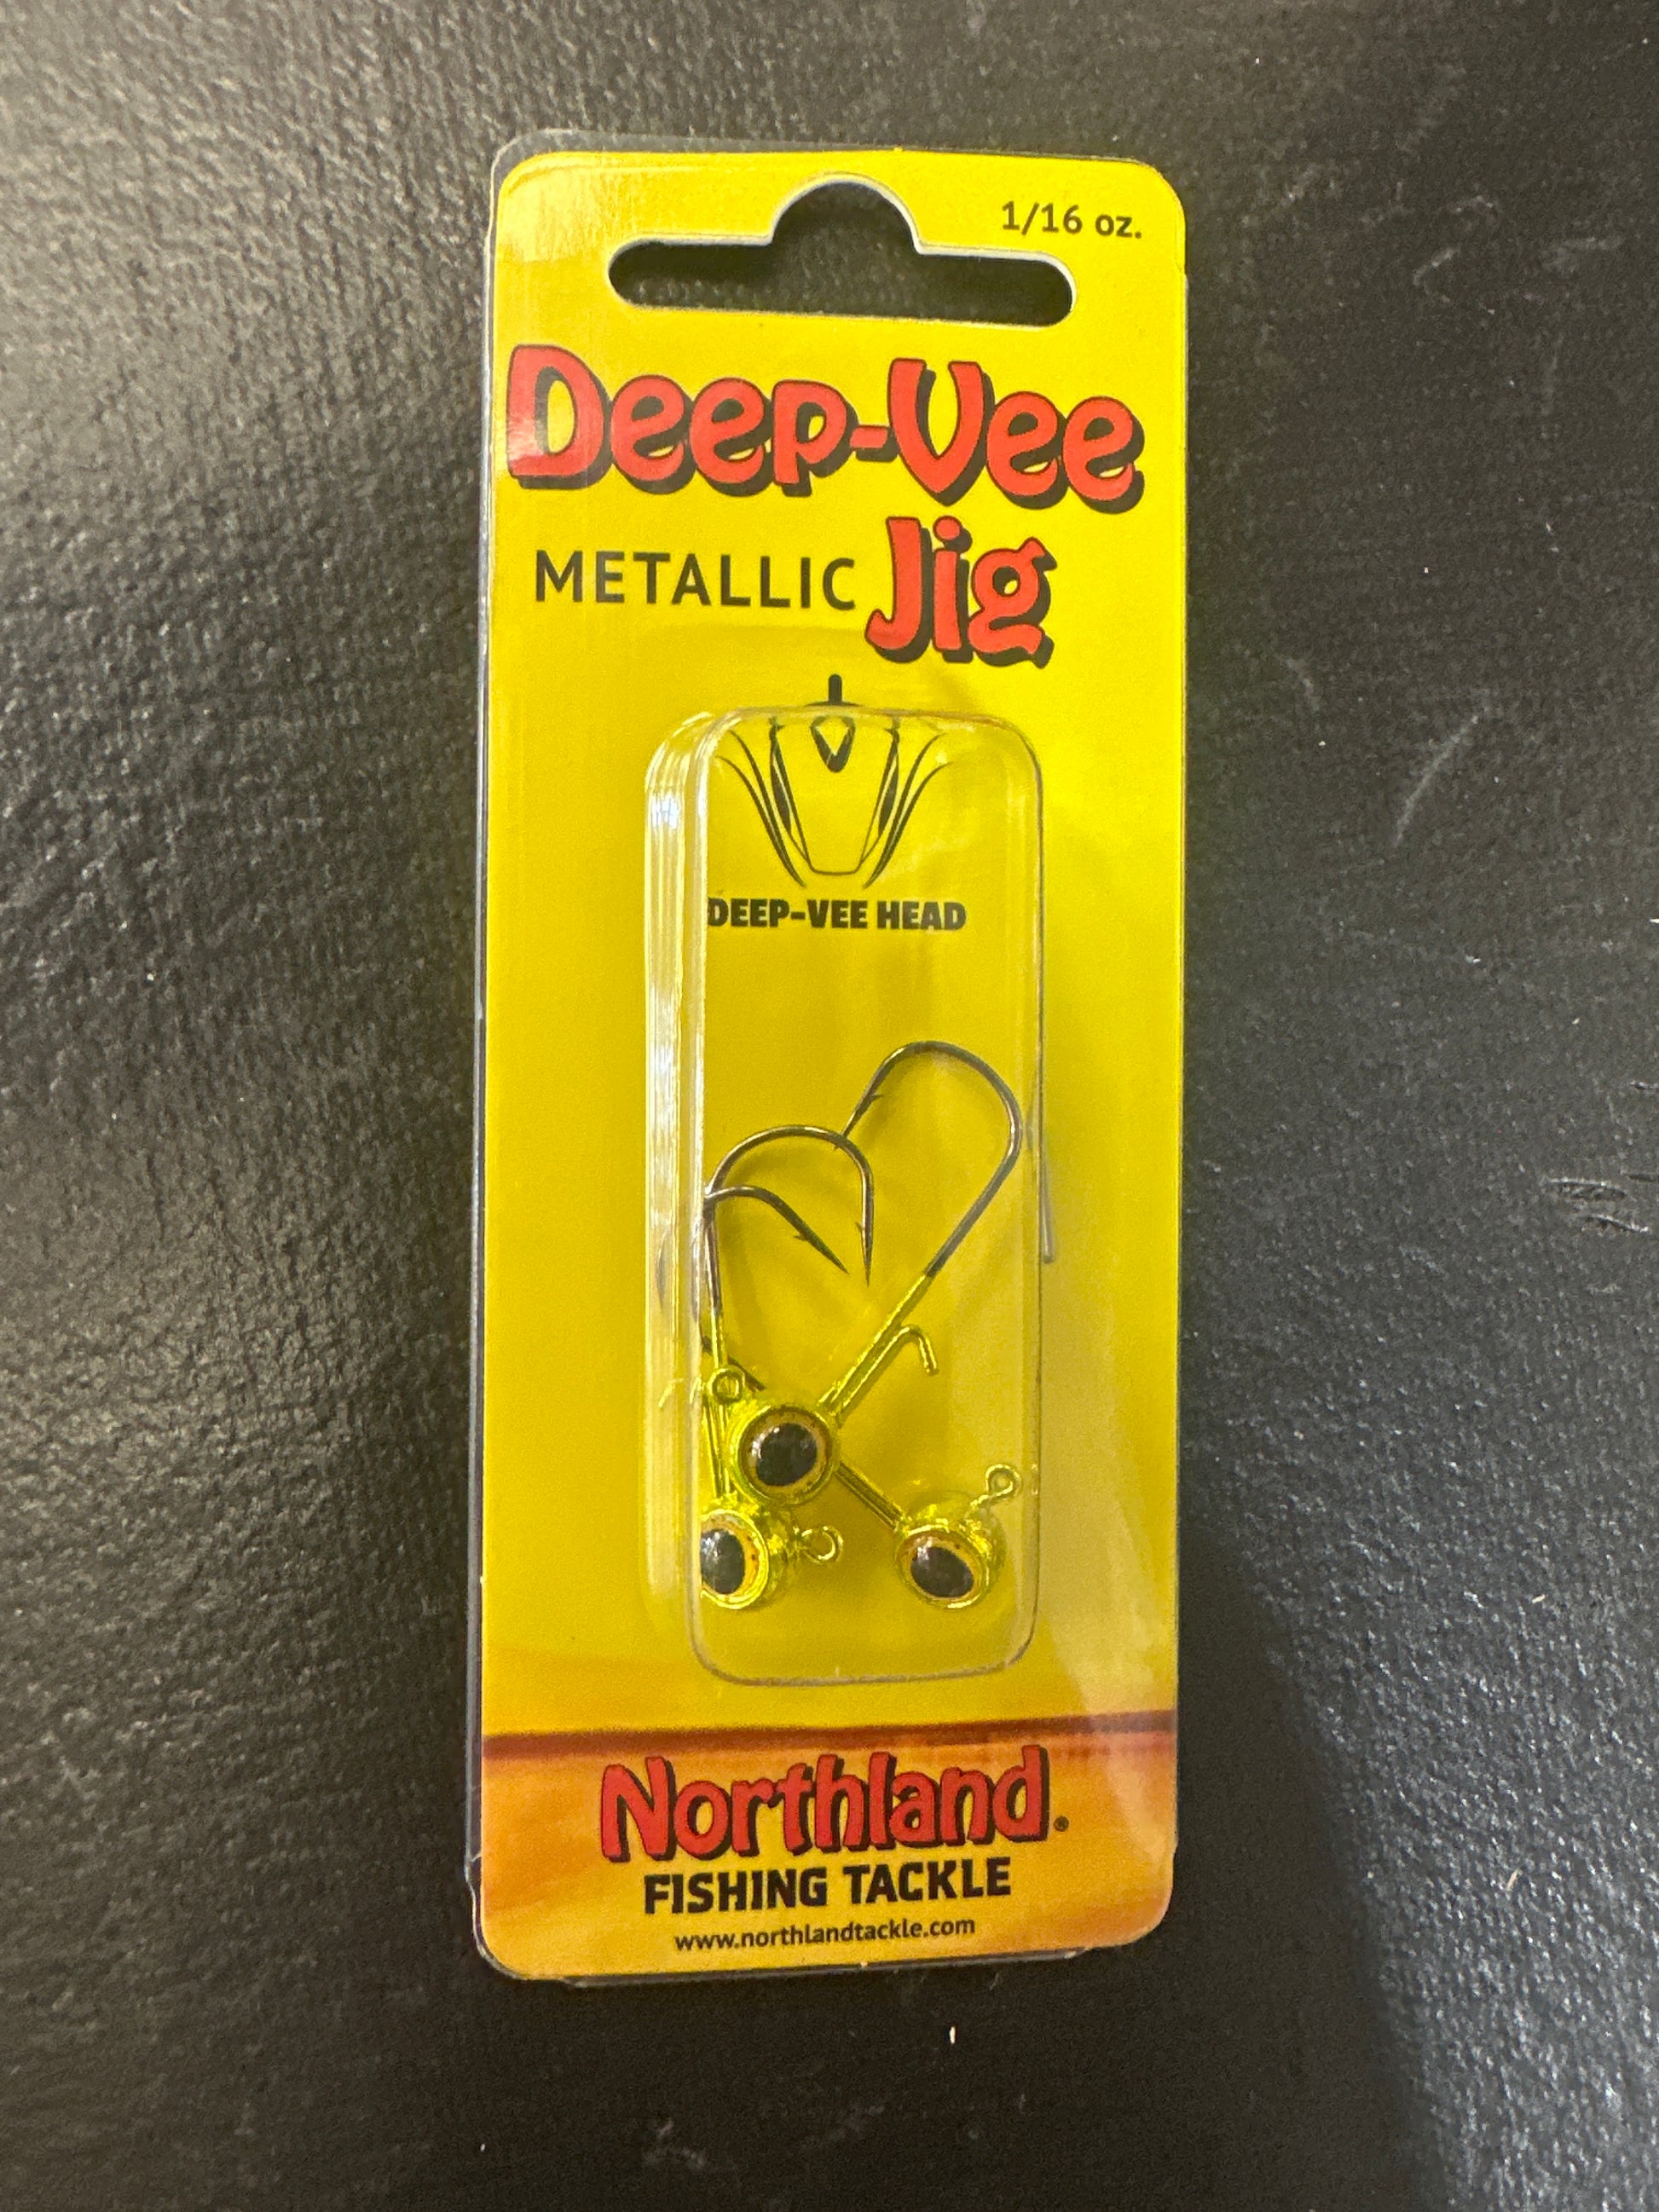 1/16 oz.
Deep-Vee
METALLIC Jig
DEEP-VEE HEAD
Northland®
FISHING TACKLE
www.northlandtackle.com